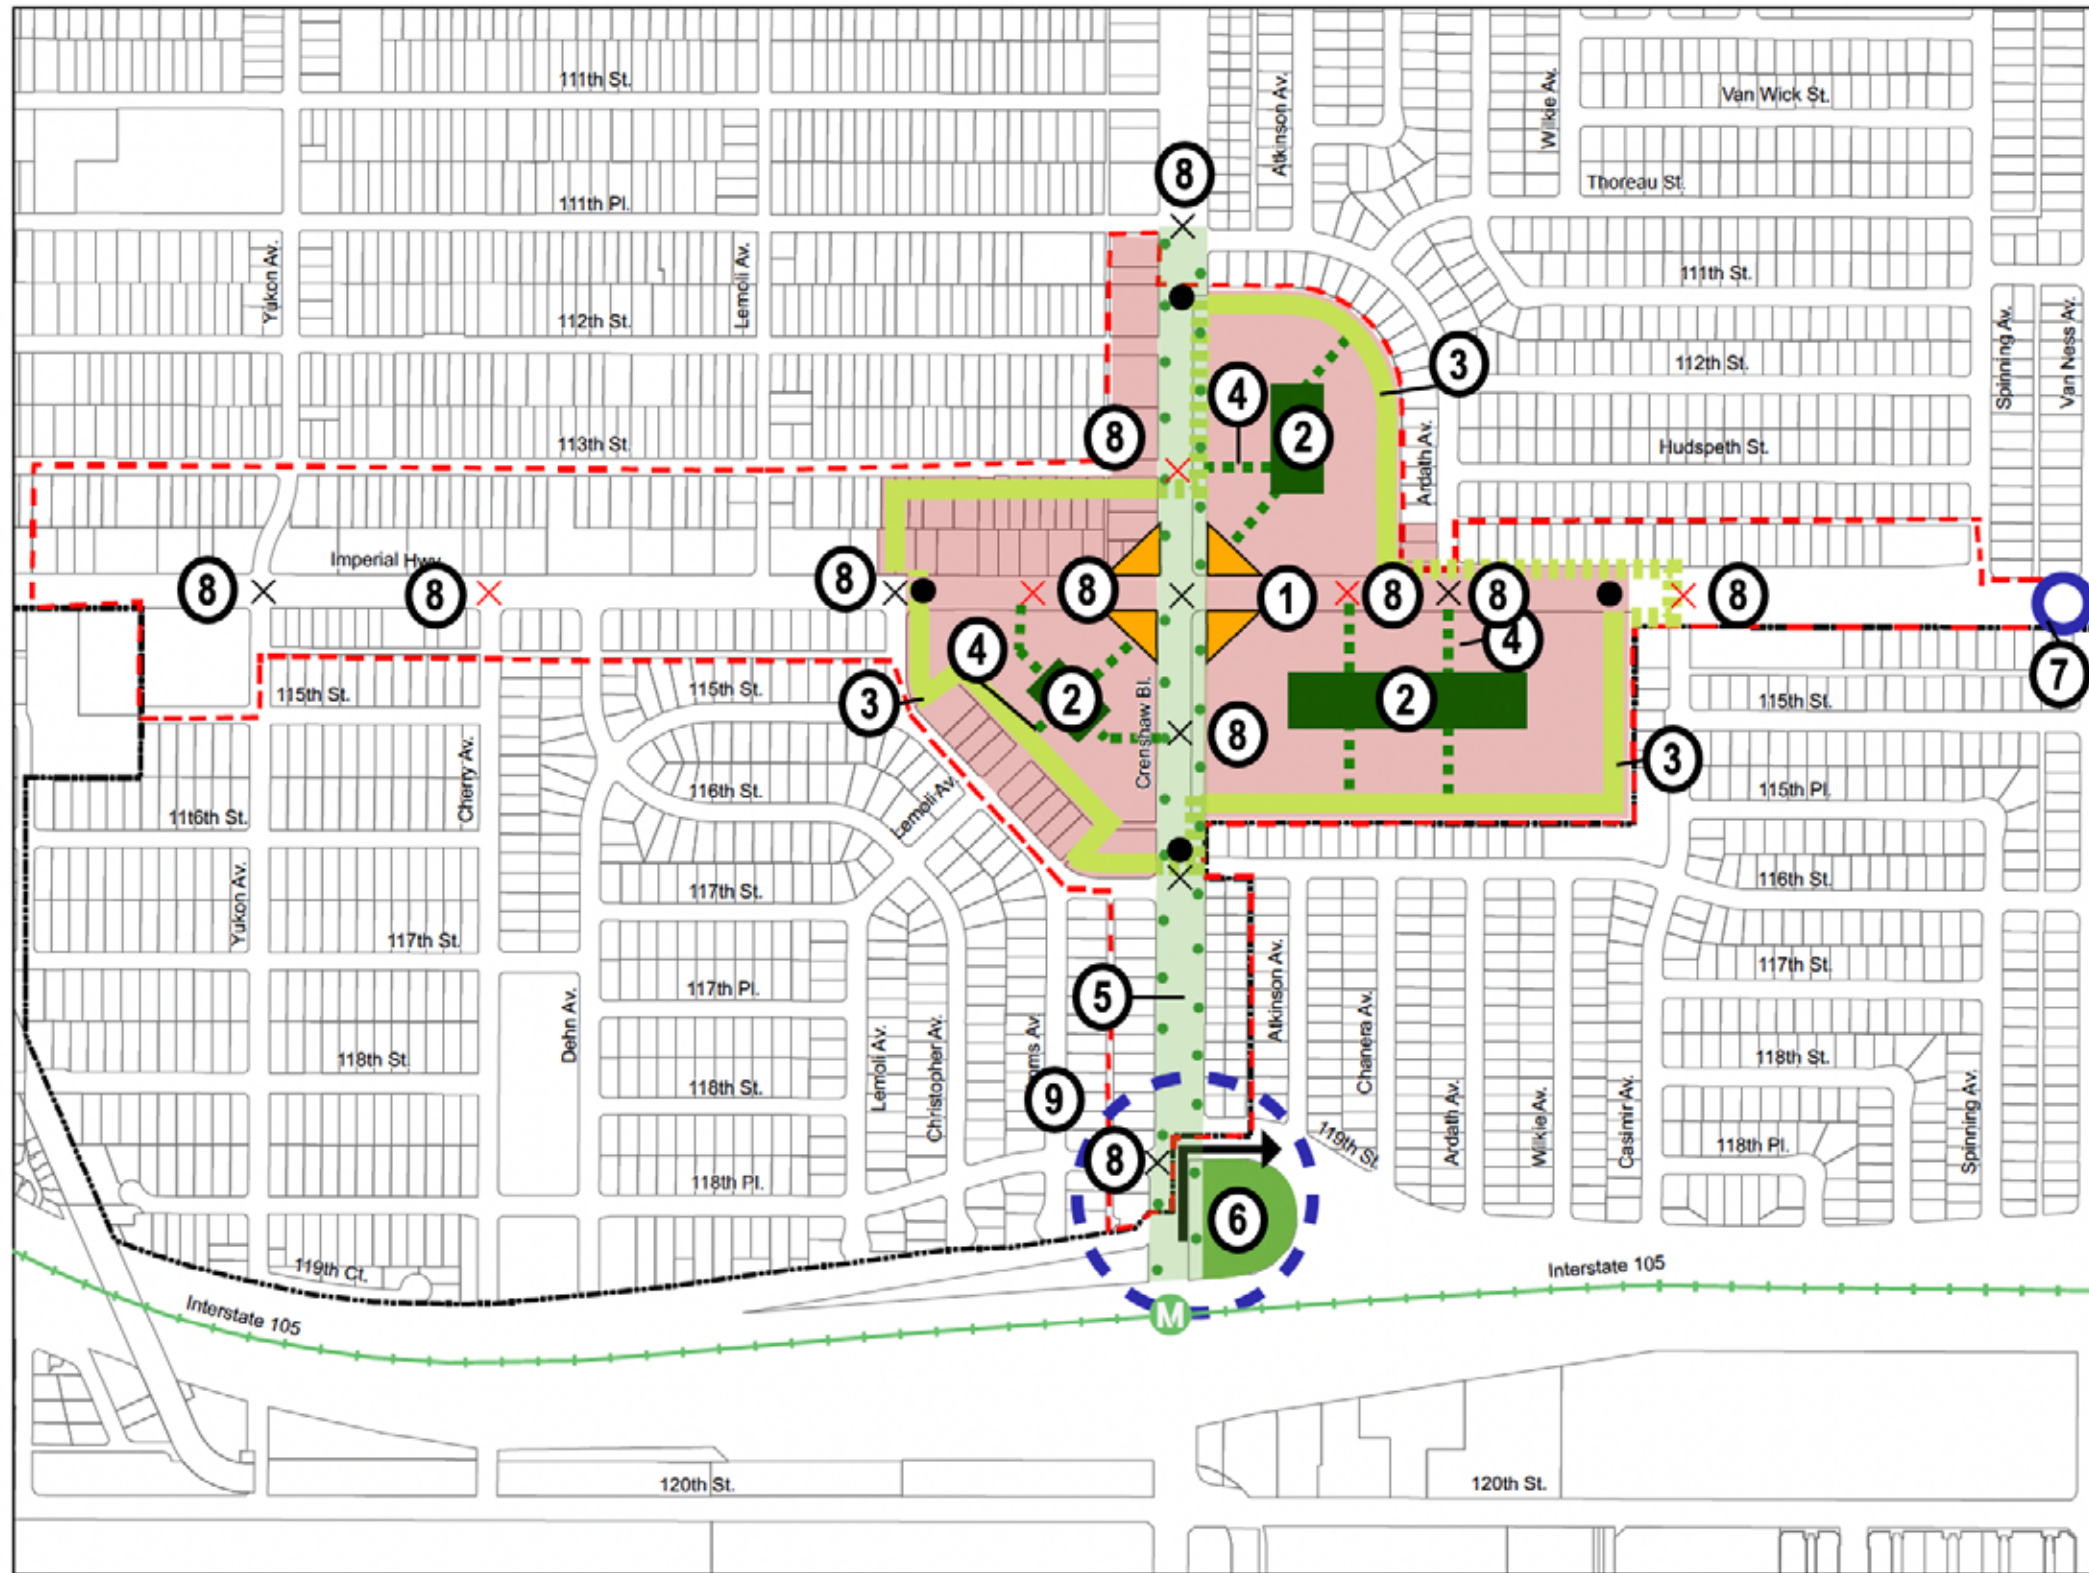 111th St.
Atkinson Av.
Wilkie Av.
Van Wick St.
8
Thoreau St.
111th Pl.
Yukon Av.
Lemoli Av.
112th St.
111th St.
Spinning Av.
Van Ness Av.
3
112th St.
4
2
8
113th St.
Ardath Av.
Hudspeth St.
Imperial Hwy
8
8
8
8
1
8
8
8
4
4
7
115th St.
115th St.
3
2
Crenshaw Bl.
8
2
115th St.
3
Cherry Av.
116th St.
Lemoli Av.
115th Pl.
11t6th St.
Yukon Av.
117th St.
116th St.
117th St.
117th St.
5
117th Pl.
Dehn Av.
Lemoli Av.
Christopher Av.
Atkinson Av.
Chanera Av.
118th St.
118th St.
118th St.
9
Ardath Av.
Wilkie Av.
Casimir Av.
Spinning Av.
119th St.
118th Pl.
8
118th Pl.
6
119th Ct.
Interstate 105
Interstate 105
M
120th St.
120th St.